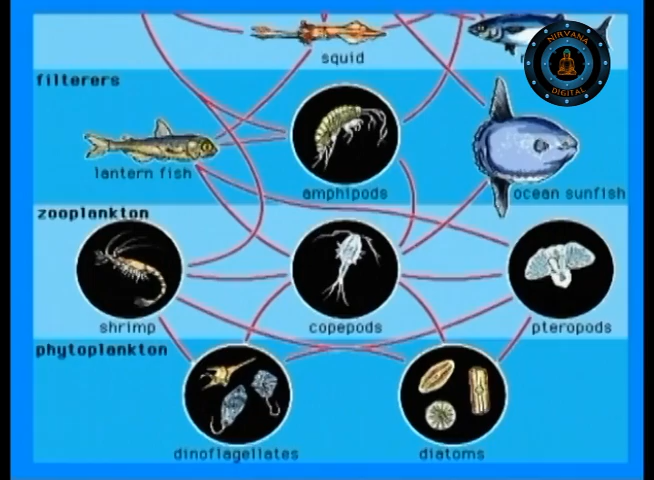 squid
NIRVANA
DIGITAL
filterers
lantern fish
amphipods
ocean sunfish
zooplankton
shrimp
copepods
pteropods
phytoplankton
dinoflagellates
diatoms